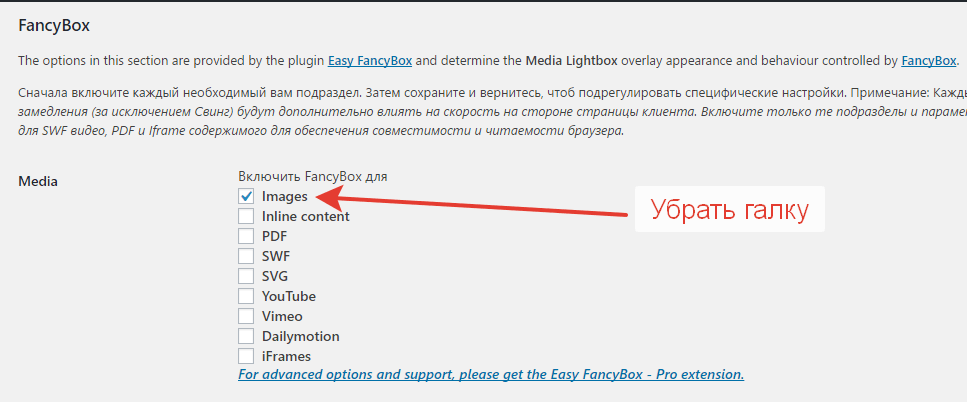 FancyBox
The options in this section are provided by the plugin Easy FancyBox and determine the Media Lightbox overlay appearance and behaviour controlled by FancyBox.
Сначала включите каждый необходимый вам подраздел. Затем сохраните и вернитесь, чтоб подрегулировать специфические настройки. Примечание: Кажды
замедления (за исключением Свинг) будут дополнительно влиять на скорость на стороне страницы клиента. Включите только те подразделы и параме
для SWF видео, PDF и Iframe содержимого для обеспечения совместимости и читаемости браузера.
Media
Включить FancyBox для
Images
Убрать галку
Inline content
PDF
SWF
SVG
YouTube
Vimeo
Dailymotion
iFrames
For advanced options and support, please get the Easy FancyBox - Pro extension.